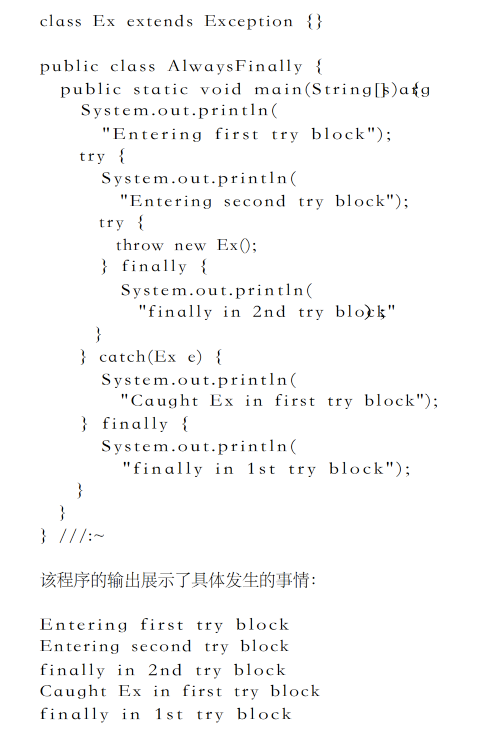 class Ex extends Exception {}
public class AlwaysFinally {
public static void main(String[] args) {
System.out.println(
"Entering first try block");
try {
System.out.println(
"Entering second try block");
try {
throw new Ex();
} finally {
System.out.println(
"finally in 2nd try block");
}
} catch(Ex e) {
System.out.println(
"Caught Ex in first try block");
} finally {
System.out.println(
"finally in 1st try block");
}
}
} ///:~
该程序的输出展示了具体发生的事情：
Entering first try block
Entering second try block
finally in 2nd try block
Caught Ex in first try block
finally in 1st try block